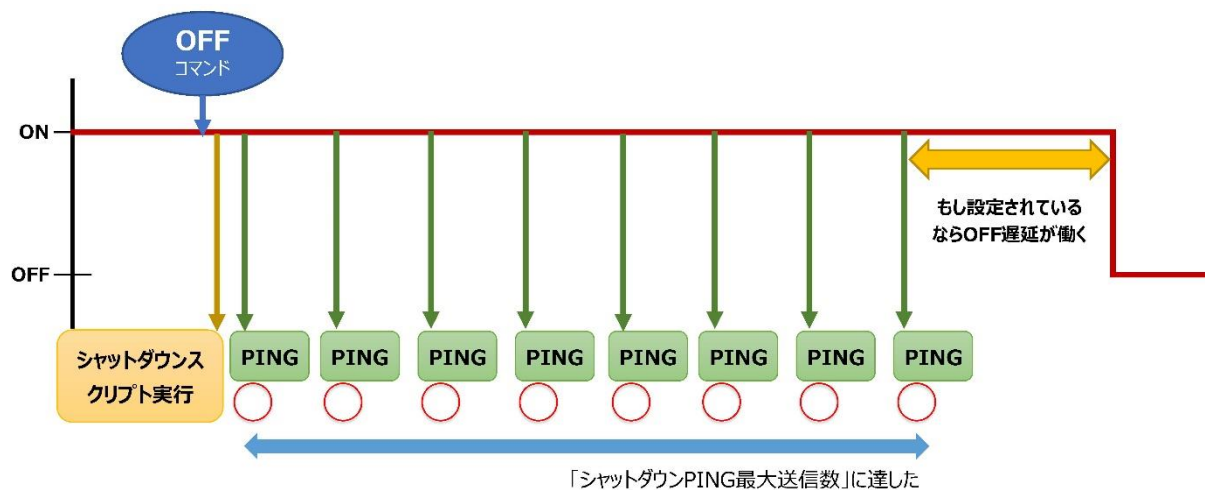 OFF
コマンド
ON
もし設定されている
ならOFF遅延が働く
OFF
シャットダウンス
クリプト実行
PING
PING
PING
PING
PING
PING
PING
PING
「シャットダウンPING最大送信数」に達した